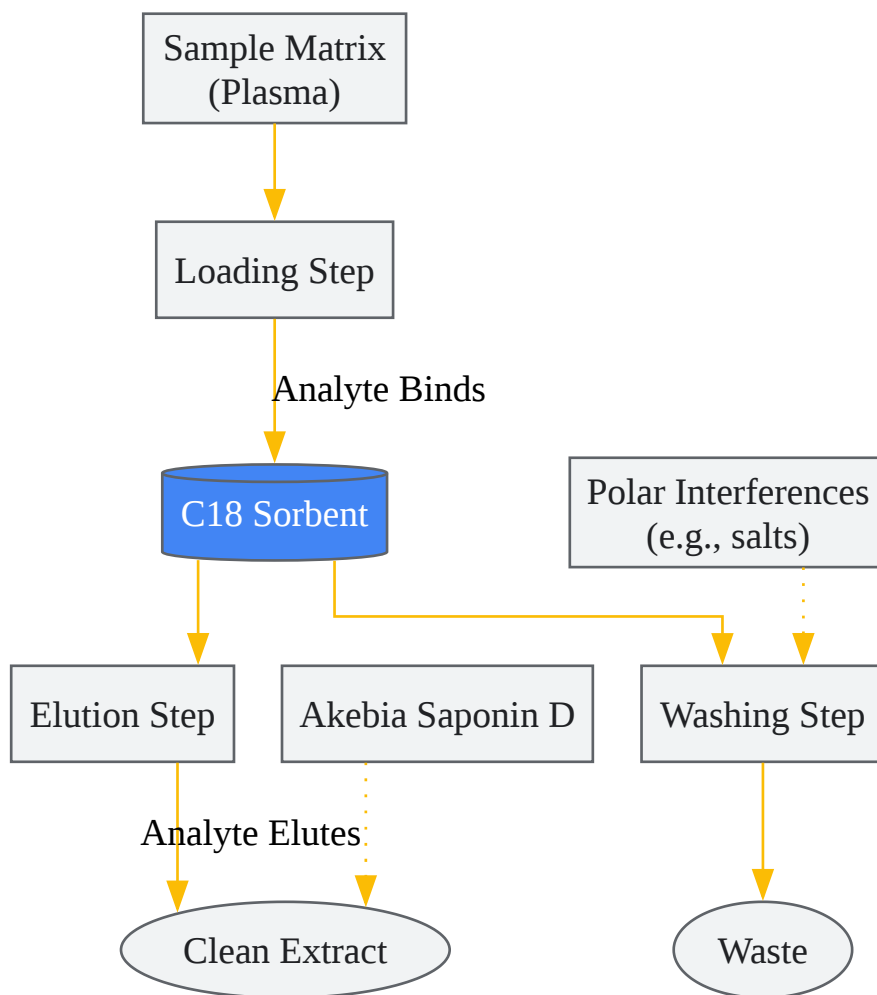 Sample Matrix
(Plasma)
Loading Step
Analyte Binds
C18 Sorbent
Polar Interferences
(e.g., salts)
Elution Step
Akebia Saponin D
Washing Step
Analyte Elutes
Clean Extract
Waste